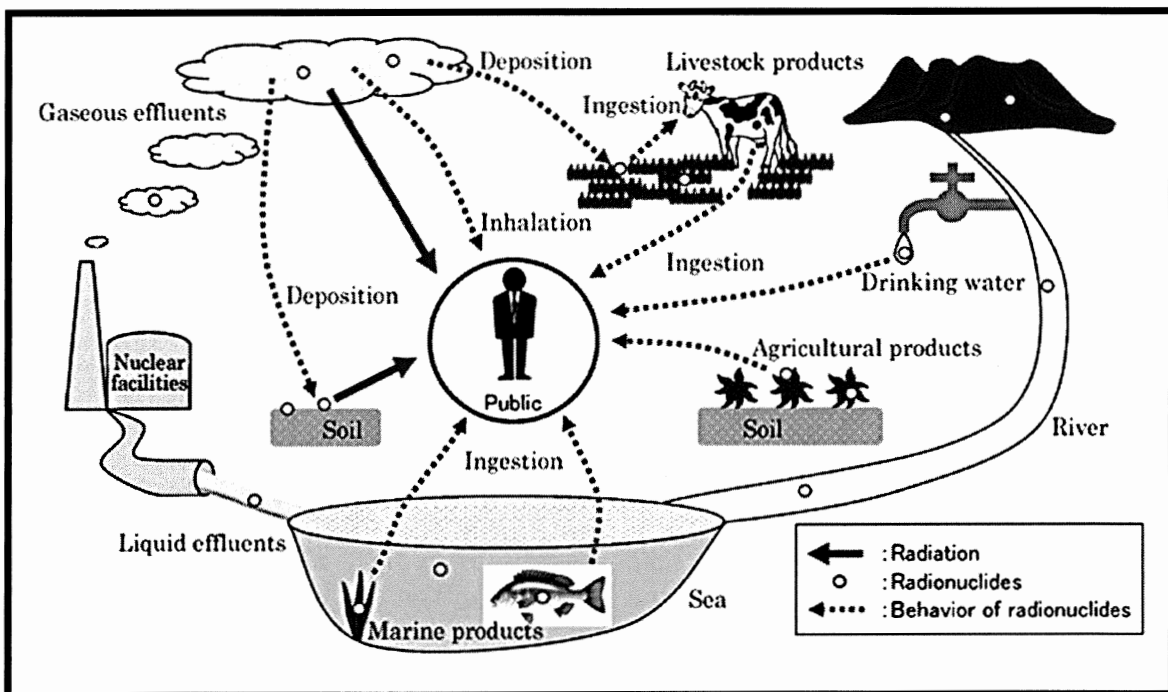 Deposition
Livestock products
Gaseous effluents
Ingestion
Inhalation
Ingestion
Deposition
Drinking water
Nuclear
facilities
Agricultural products
Public
Soil
Soil
River
Ingestion
Liquid effluents
Sea
Marine products
:Radiation
:Radionuclides
:Behavior of radionuclides